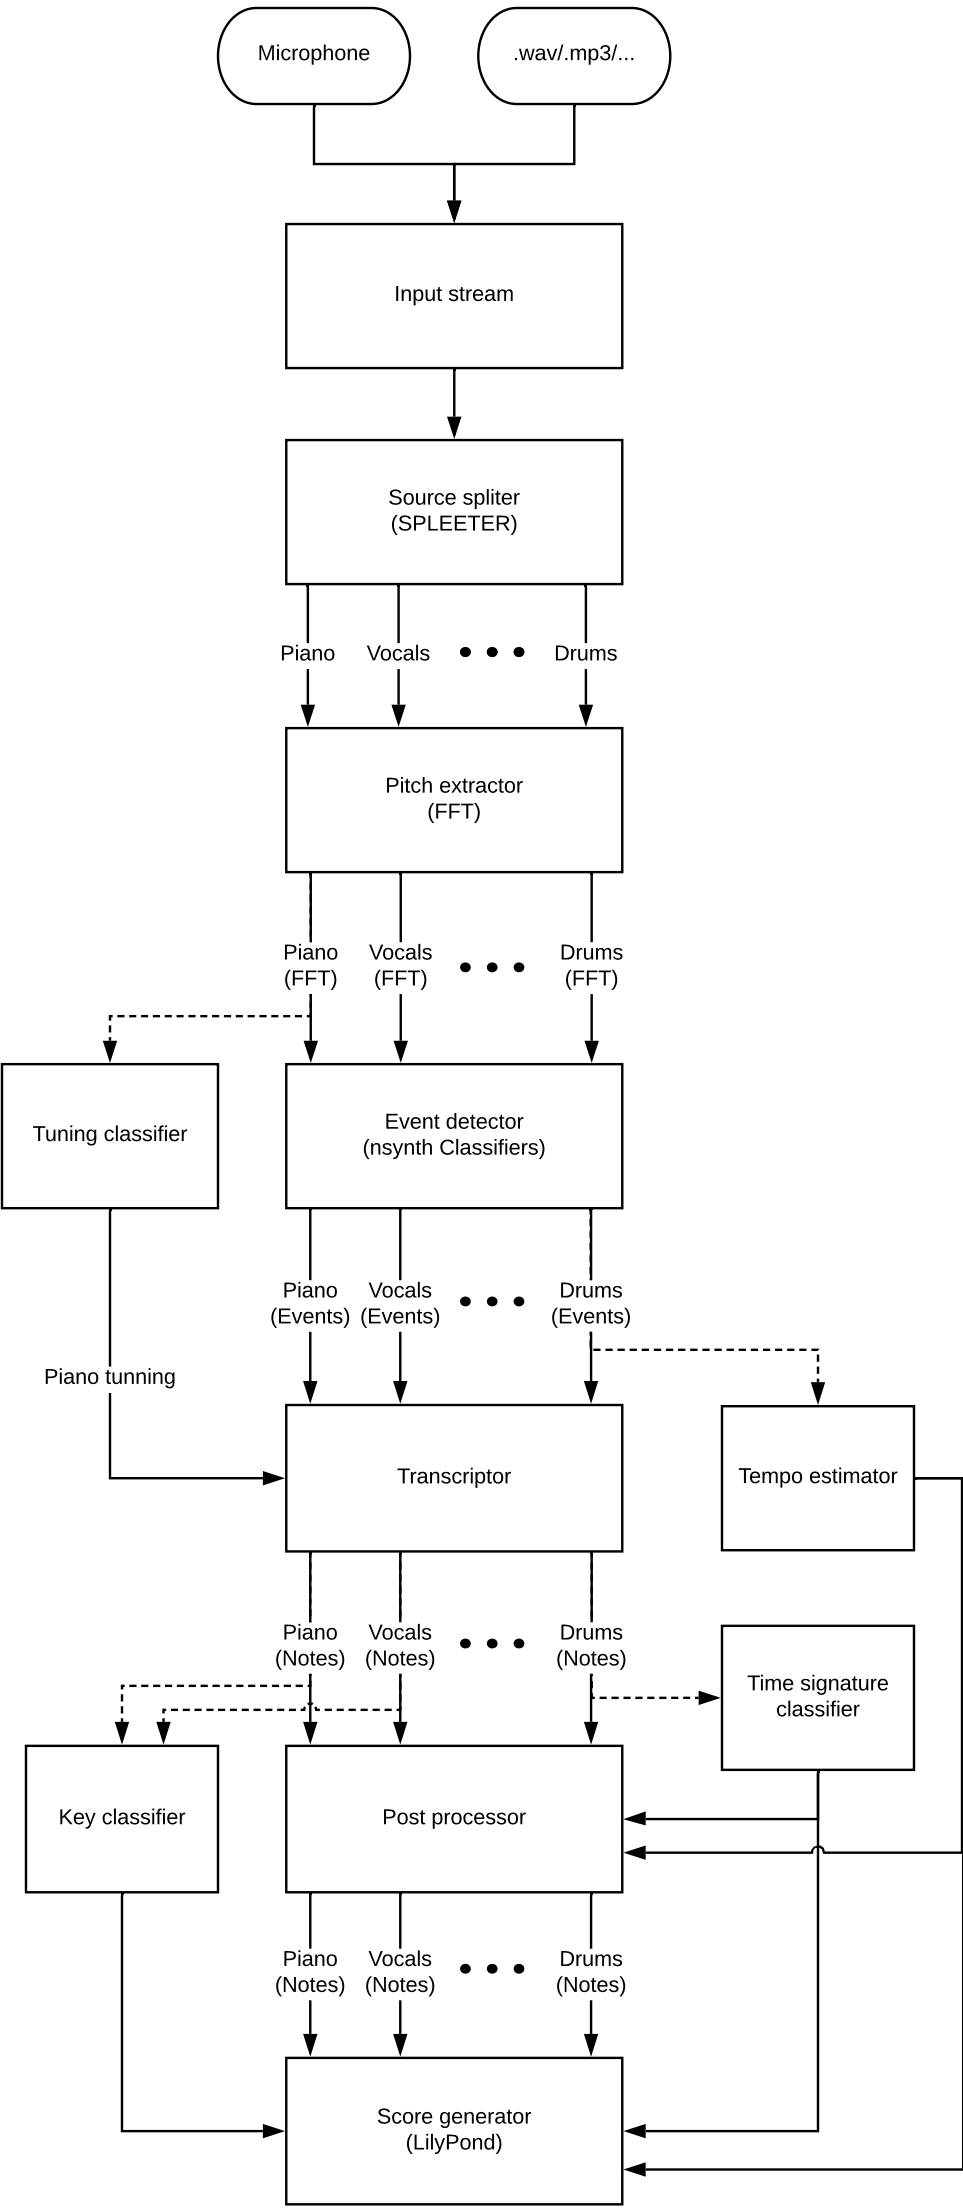 Microphone
.wav/.mp3/...
Input stream
Source spliter
(SPLEETER)
Piano
Vocals
Drums
Pitch extractor
(FFT)
Piano
(FFT)
Vocals
(FFT)
Drums
(FFT)
Tuning classifier
Event detector
(nsynth Classifiers)
Piano
(Events)
Vocals
(Events)
Drums
(Events)
Piano tunning
Transcriptor
Tempo estimator
Piano
(Notes)
Vocals
(Notes)
Drums
(Notes)
Time signature
classifier
Key classifier
Post processor
Piano
(Notes)
Vocals
(Notes)
Drums
(Notes)
Score generator
(LilyPond)